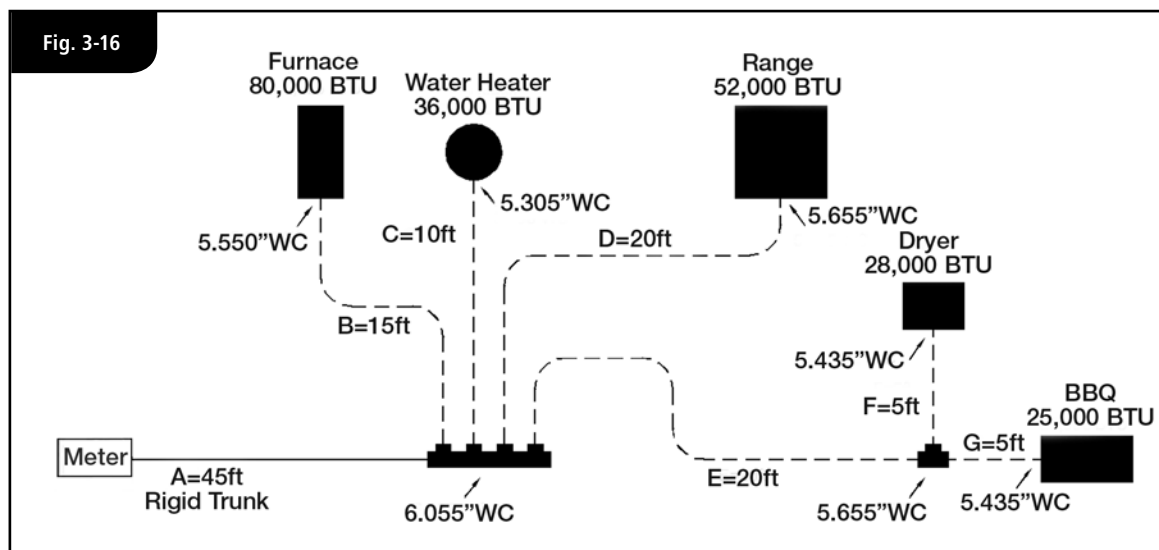 Fig. 3-16
Furnace
80,000 BTU
Water Heater
36,000 BTU
Range
52,000 BTU
5.305”WC
5.655”WC
5.550”WC
C=10ft
D=20ft
Dryer
28,000 BTU
B=15ft
5.435”WC
F=5ft
BBQ
25,000 BTU
Meter
G=5ft
A=45ft
Rigid Trunk
E=20ft
6.055”WC
5.655”WC
5.435”WC